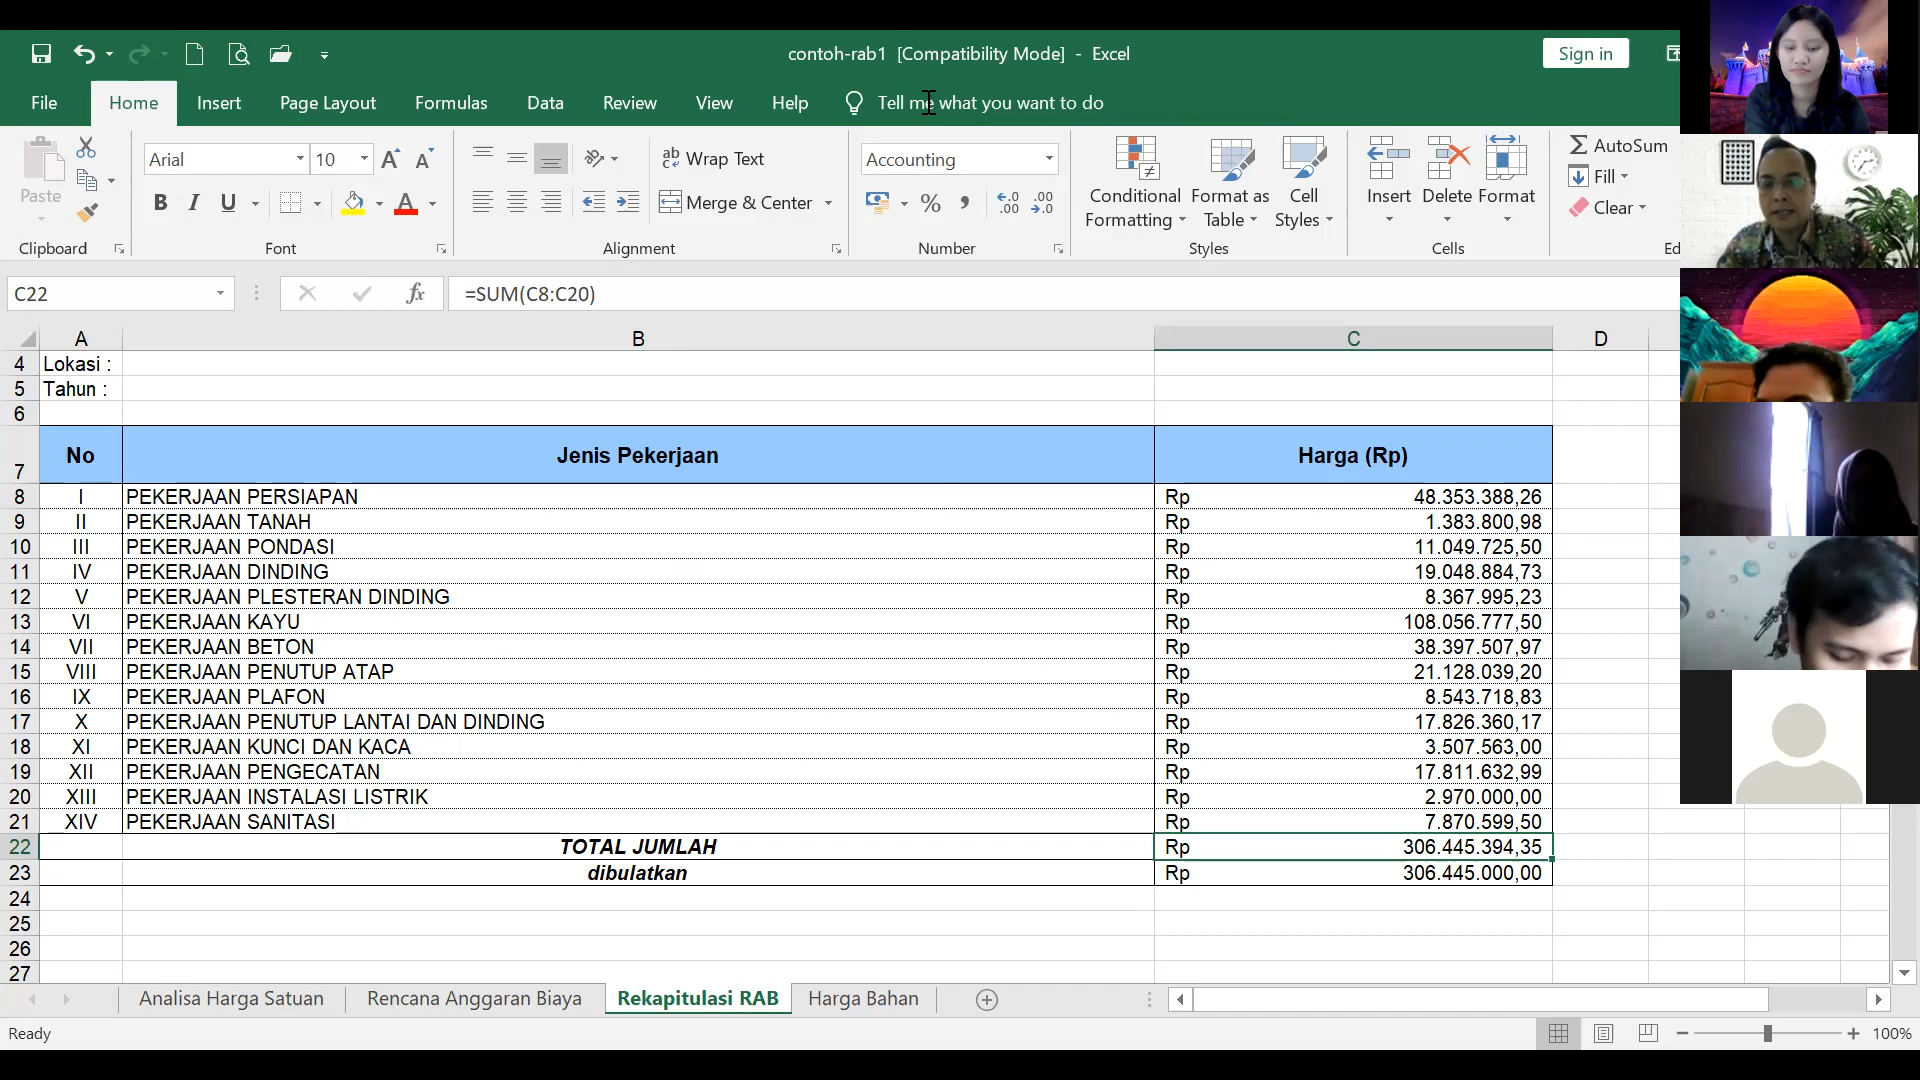 contoh-rab1 [Compatibility Mode] - Excel
Sign in
File Home Insert Page Layout Formulas Data Review View Help Tell me what you want to do
Paste
Clipboard
Arial 10
B I U
Font
Wrap Text
Merge & Center
Alignment
Accounting
Number
Conditional Formatting
Format as Table
Cell Styles
Styles
Insert Delete Format
Cells
AutoSum
Fill
Clear
Ed
C22 fx =SUM(C8:C20)
A B C D
4 Lokasi :
5 Tahun :
6
7 No Jenis Pekerjaan Harga (Rp)
8 I PEKERJAAN PERSIAPAN Rp 48.353.388,26
9 II PEKERJAAN TANAH Rp 1.383.800,98
10 III PEKERJAAN PONDASI Rp 11.049.725,50
11 IV PEKERJAAN DINDING Rp 19.048.884,73
12 V PEKERJAAN PLESTERAN DINDING Rp 8.367.995,23
13 VI PEKERJAAN KAYU Rp 108.056.777,50
14 VII PEKERJAAN BETON Rp 38.397.507,97
15 VIII PEKERJAAN PENUTUP ATAP Rp 21.128.039,20
16 IX PEKERJAAN PLAFON Rp 8.543.718,83
17 X PEKERJAAN PENUTUP LANTAI DAN DINDING Rp 17.826.360,17
18 XI PEKERJAAN KUNCI DAN KACA Rp 3.507.563,00
19 XII PEKERJAAN PENGECATAN Rp 17.811.632,99
20 XIII PEKERJAAN INSTALASI LISTRIK Rp 2.970.000,00
21 XIV PEKERJAAN SANITASI Rp 7.870.599,50
22 TOTAL JUMLAH Rp 306.445.394,35
23 dibulatkan Rp 306.445.000,00
24
25
26
27
Analisa Harga Satuan Rencana Anggaran Biaya Rekapitulasi RAB Harga Bahan
Ready 100%